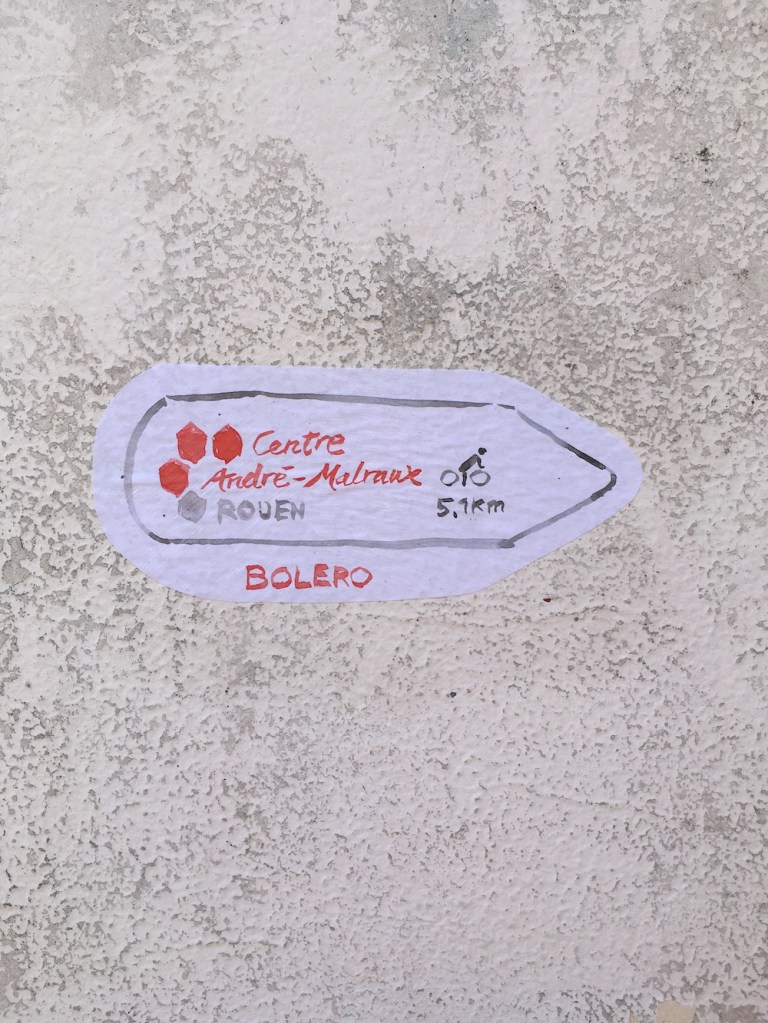 Centre
André-Malraux
ROUEN
5,1km
BOLERO